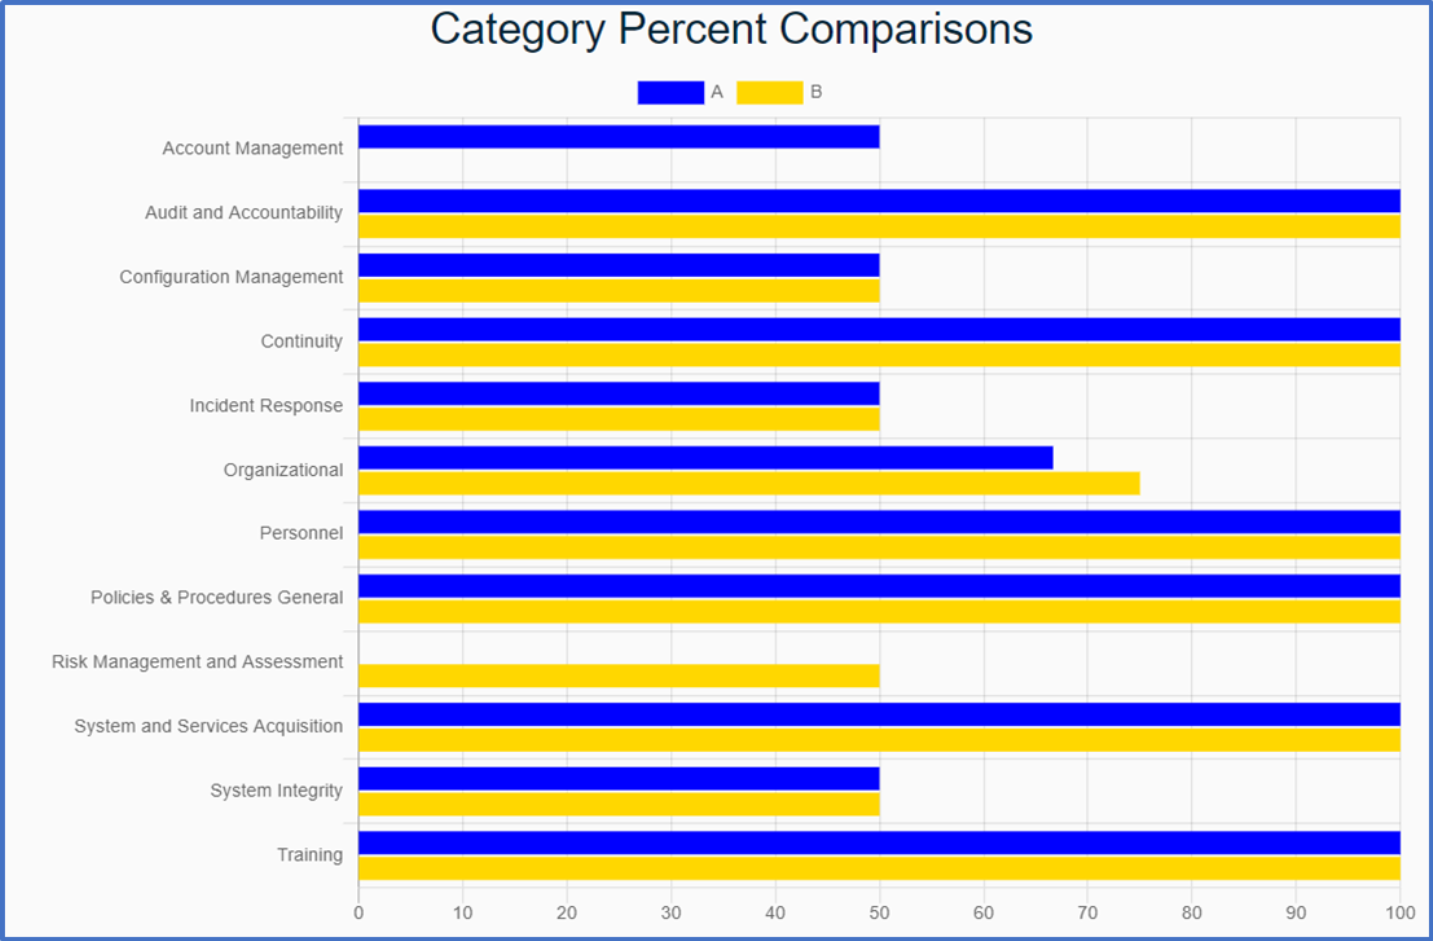 Category Percent Comparisons
A B
Account Management
Audit and Accountability
Configuration Management
Continuity
Incident Response
Organizational
Personnel
Policies & Procedures General
Risk Management and Assessment
System and Services Acquisition
System Integrity
Training
0 10 20 30 40 50 60 70 80 90 100